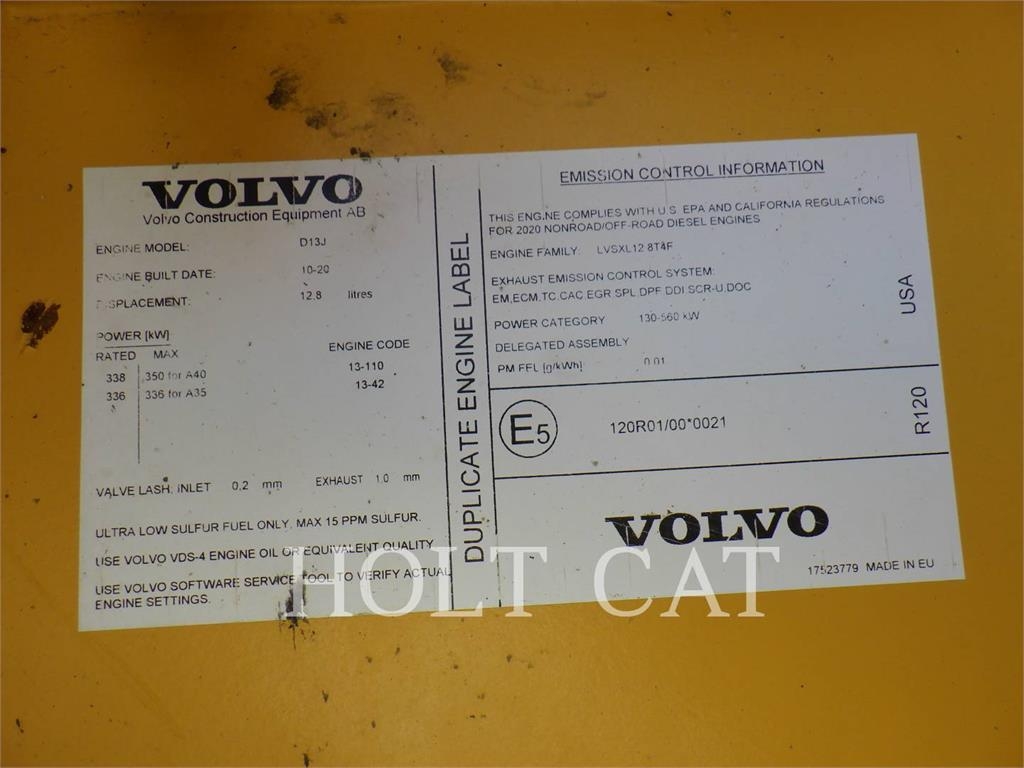 VOLVO
Volvo Construction Equipment AB
ENGINE MODEL: D13J
ENGINE BUILT DATE: 10-20
DISPLACEMENT: 12,8 litres
POWER [kW]
RATED MAX ENGINE CODE
338 350 for A40 13-110
336 336 for A35 13-42
VALVE LASH: INLET 0,2 mm EXHAUST 1.0 mm
ULTRA LOW SULFUR FUEL ONLY. MAX 15 PPM SULFUR.
USE VOLVO VDS-4 ENGINE OIL OR EQUIVALENT QUALITY
USE VOLVO SOFTWARE SERVICE TOOL TO VERIFY ACTUAL
ENGINE SETTINGS.
DUPLICATE ENGINE LABEL
EMISSION CONTROL INFORMATION
THIS ENGINE COMPLIES WITH U.S. EPA AND CALIFORNIA REGULATIONS
FOR 2020 NONROAD/OFF-ROAD DIESEL ENGINES
ENGINE FAMILY: LVSXL12.8T4F
EXHAUST EMISSION CONTROL SYSTEM:
EM,ECM,TC,CAC,EGR,SPL,DPF,DDI,SCR-U,DOC
POWER CATEGORY 130-560 kW
DELEGATED ASSEMBLY
PM FEL [g/kWh] 0.01
USA
E5 120R01/00*0021
R120
VOLVO
17523779 MADE IN EU
HOLT CAT